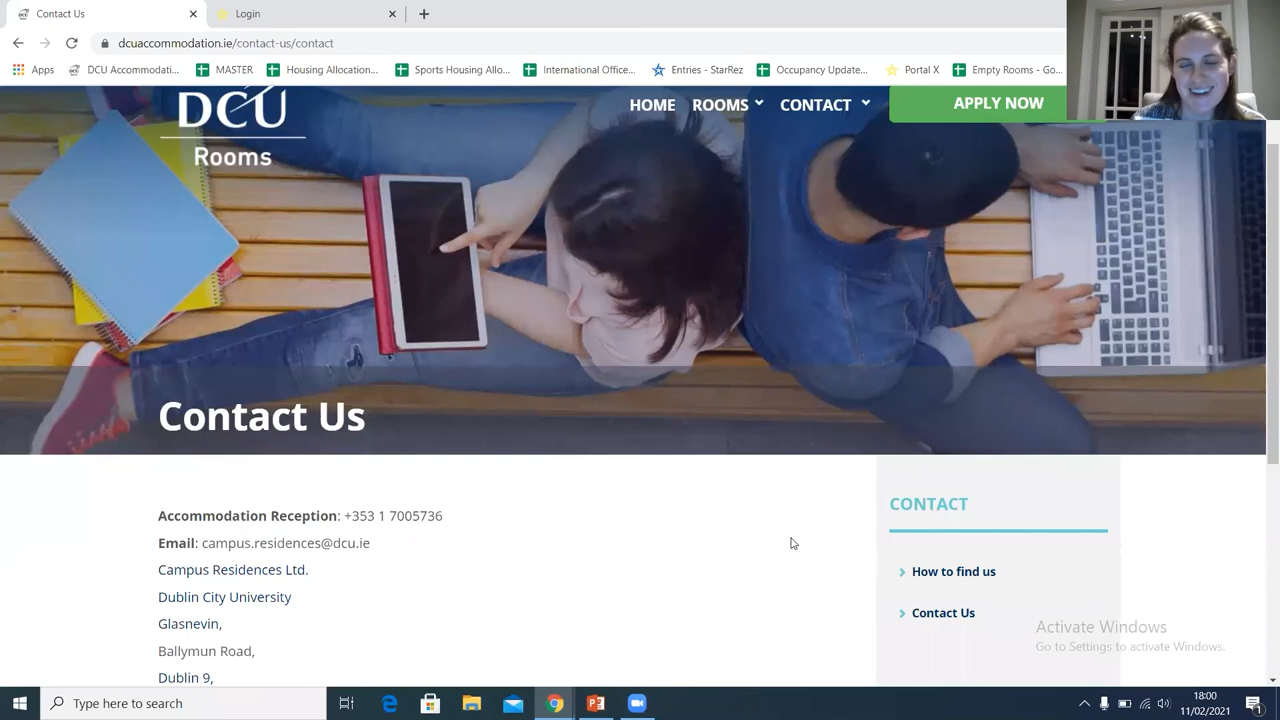 Contact Us
Login
dcuaccommodation.ie/contact-us/contact
Apps DCU Accommodati... MASTER Housing Allocation... Sports Housing Allo... International Office... Entries - StarRez Occupancy Update... Portal X Empty Rooms - Go...
DCU
Rooms
HOME ROOMS CONTACT APPLY NOW
Contact Us
Accommodation Reception: +353 1 7005736
Email: campus.residences@dcu.ie
Campus Residences Ltd.
Dublin City University
Glasnevin,
Ballymun Road,
Dublin 9,
CONTACT
How to find us
Contact Us
Activate Windows
Go to Settings to activate Windows.
Type here to search
18:00
11/02/2021
1